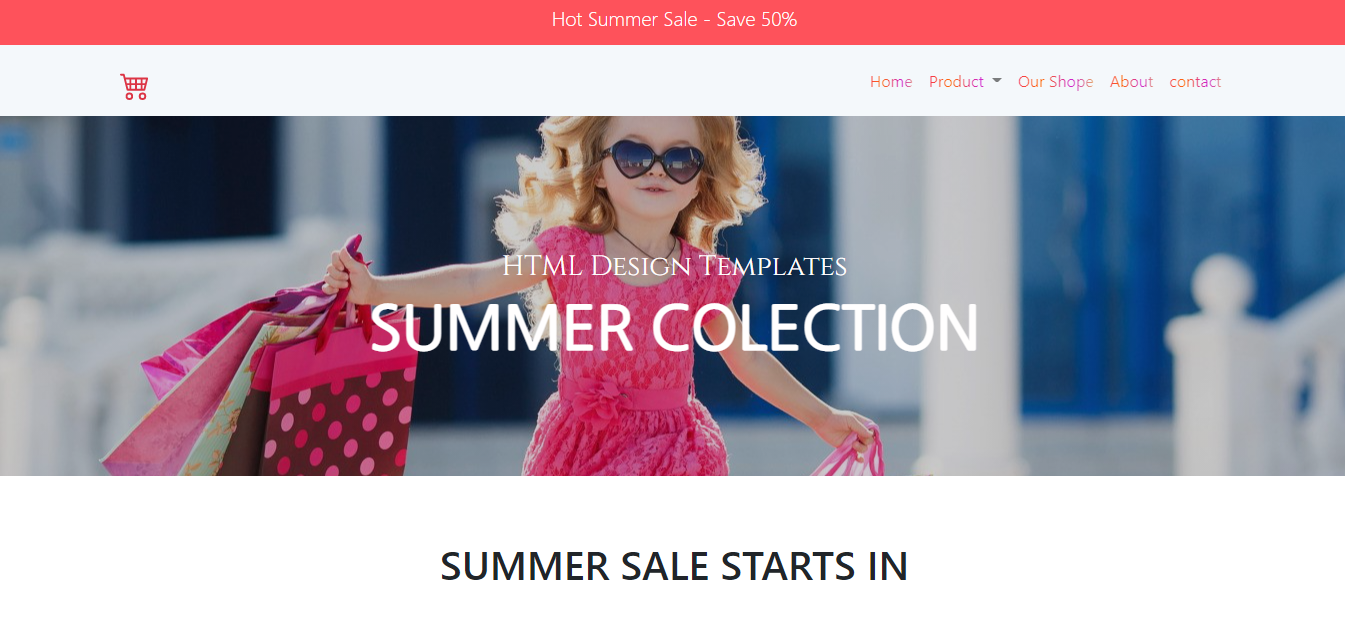 Hot Summer Sale - Save 50%
Home Product Our Shope About contact
HTML Design Templates
SUMMER COLECTION
SUMMER SALE STARTS IN